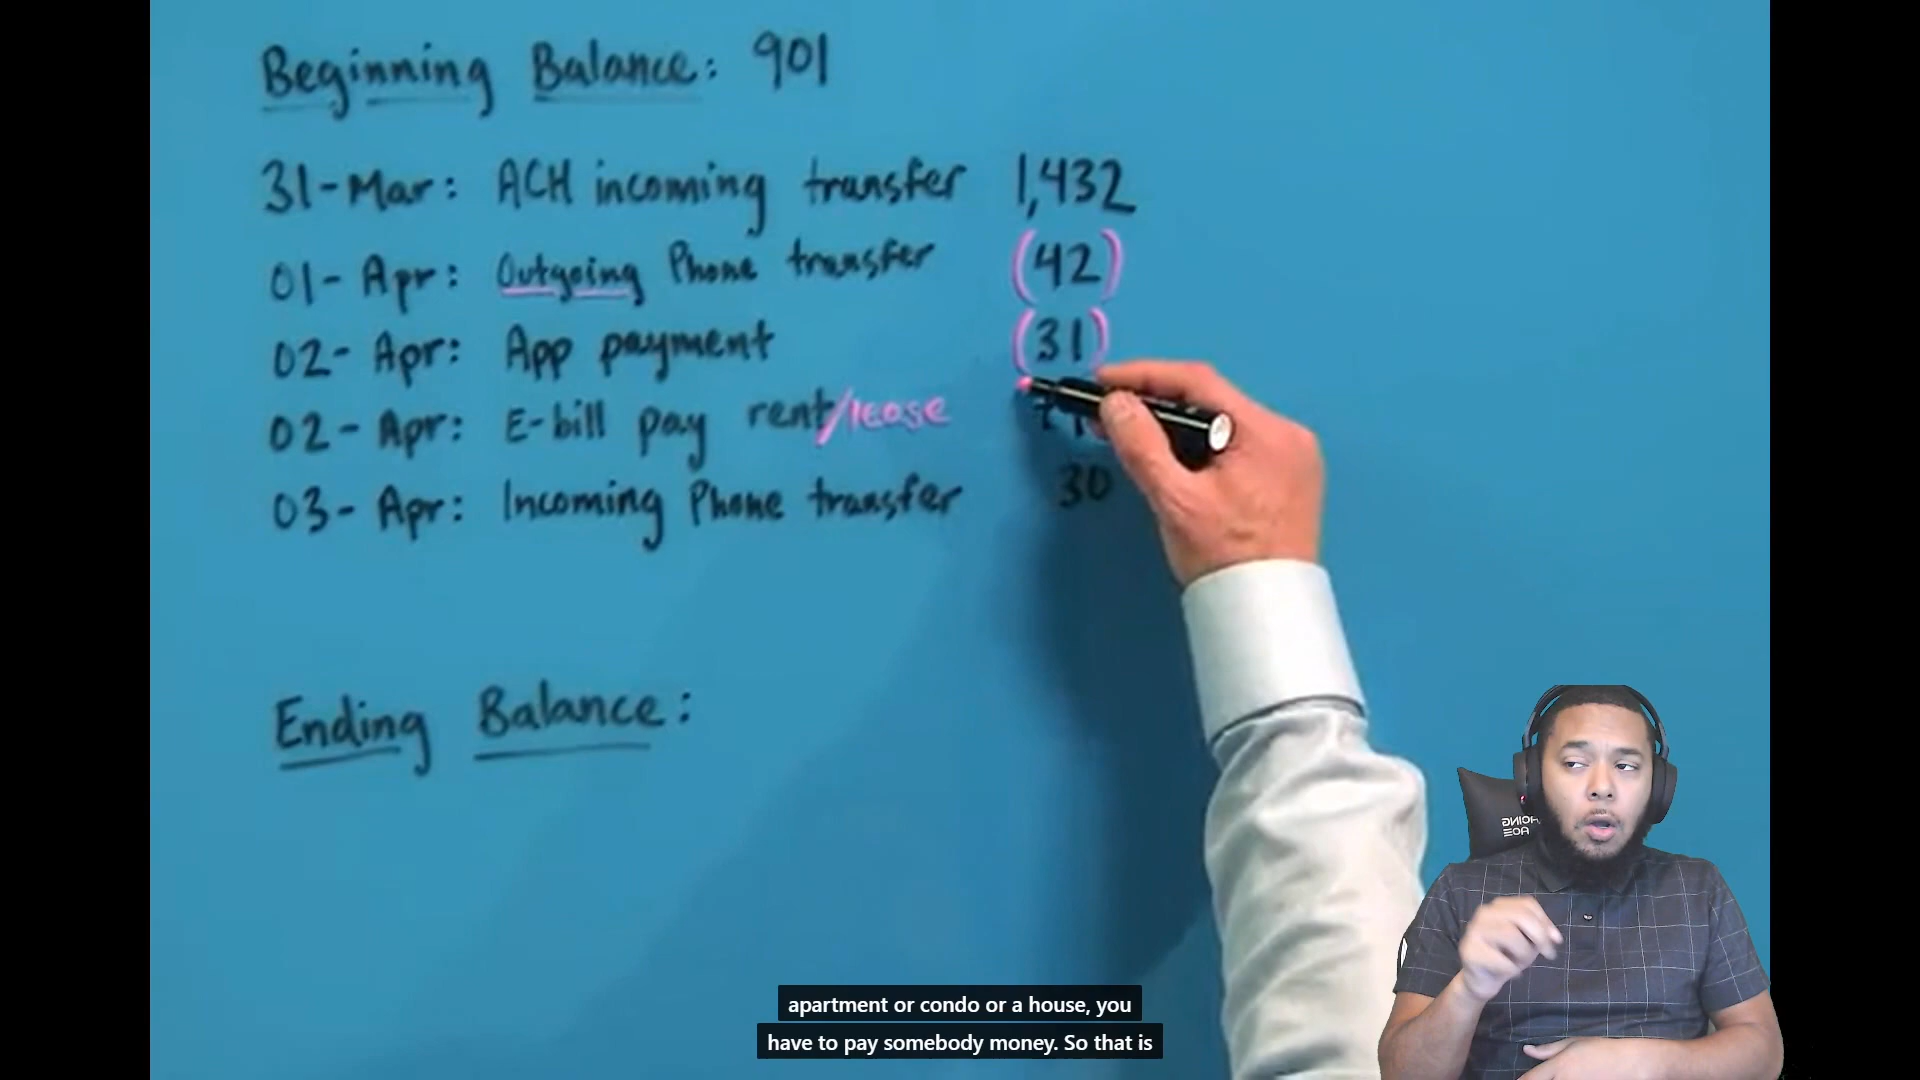 Beginning Balance: 901
31-Mar: ACH incoming transfer 1,432
01-Apr: Outgoing Phone transfer (42)
02-Apr: App payment (31)
02-Apr: E-bill pay rent/lease
03-Apr: Incoming Phone transfer 30
Ending Balance:
apartment or condo or a house, you
have to pay somebody money. So that is